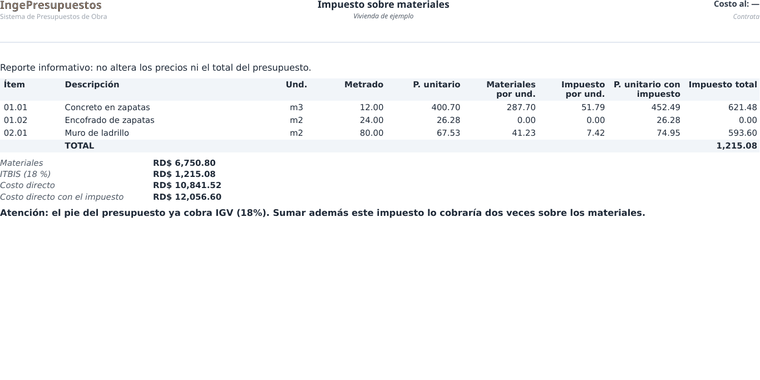 IngePresupuestos
Sistema de Presupuestos de Obra
Impuesto sobre materiales
Vivienda de ejemplo
Costo al: —
Contrata
Reporte informativo: no altera los precios ni el total del presupuesto.
Ítem Descripción Und. Metrado P. unitario Materiales por und. Impuesto por und. P. unitario con impuesto Impuesto total
01.01 Concreto en zapatas m3 12.00 400.70 287.70 51.79 452.49 621.48
01.02 Encofrado de zapatas m2 24.00 26.28 0.00 0.00 26.28 0.00
02.01 Muro de ladrillo m2 80.00 67.53 41.23 7.42 74.95 593.60
TOTAL 1,215.08
Materiales RD$ 6,750.80
ITBIS (18 %) RD$ 1,215.08
Costo directo RD$ 10,841.52
Costo directo con el impuesto RD$ 12,056.60
Atención: el pie del presupuesto ya cobra IGV (18%). Sumar además este impuesto lo cobraría dos veces sobre los materiales.